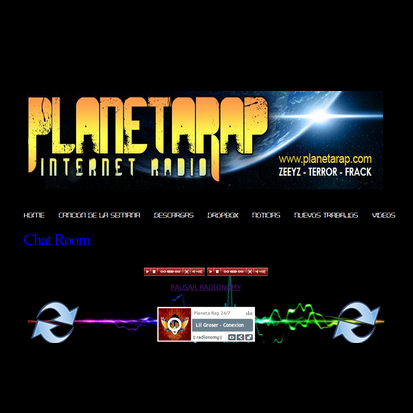 PLANETARAP
INTERNET RADIO
www.planetarap.com
ZEEYZ - TERROR - FRACK
HOME CANCION DE LA SEMANA DESCARGAS DROPBOX NOTICIAS NUEVOS TRABAJOS VIDEOS
Chat Room
PAUSAR RADIONOMY
Planeta Rap 24/7
Lil Groser - Conexion
radionomy